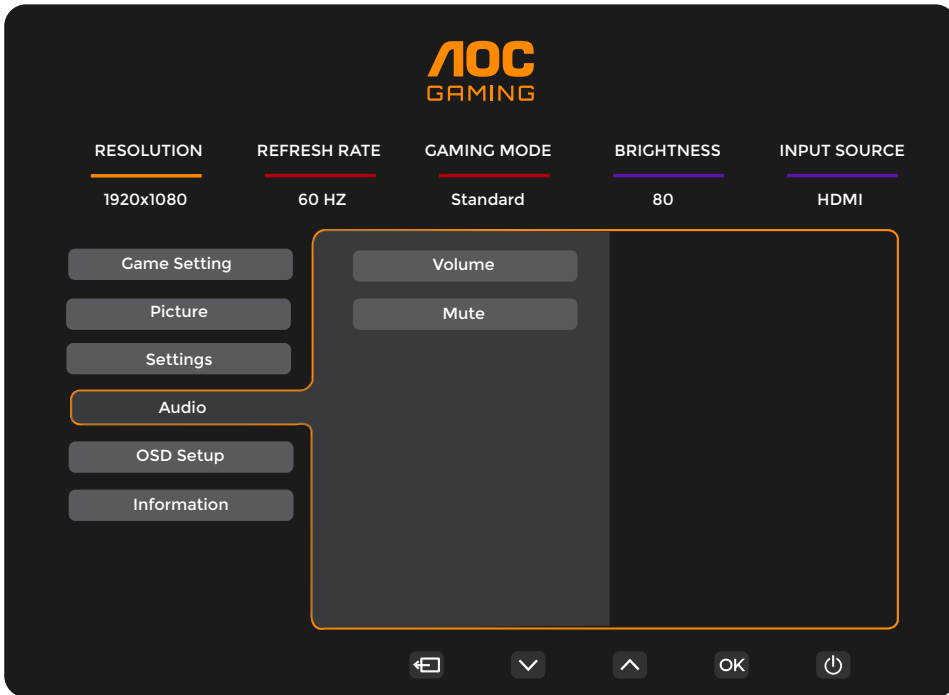 AOC
GAMING
RESOLUTION REFRESH RATE GAMING MODE BRIGHTNESS INPUT SOURCE
1920x1080 60 HZ Standard 80 HDMI
Game Setting
Picture
Settings
Audio
OSD Setup
Information
Volume
Mute
OK